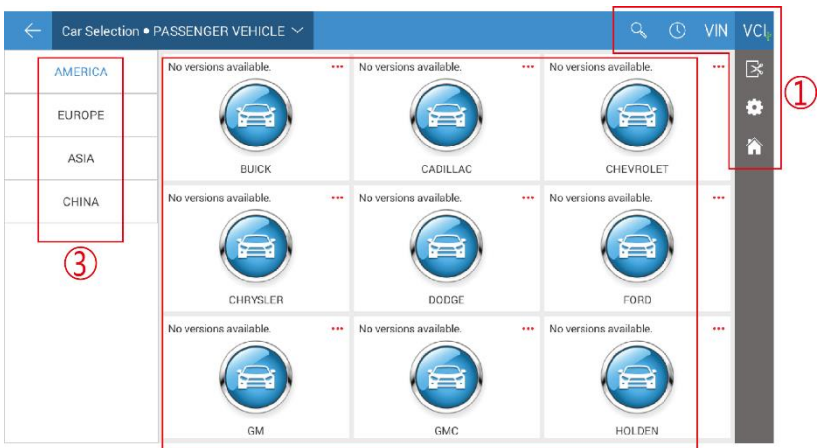 Car Selection • PASSENGER VEHICLE
VIN VCI
①
AMERICA
EUROPE
ASIA
CHINA
③
No versions available. •••
No versions available. •••
No versions available. •••
BUICK
CADILLAC
CHEVROLET
No versions available. •••
No versions available. •••
No versions available. •••
CHRYSLER
DODGE
FORD
No versions available. •••
No versions available. •••
No versions available. •••
GM
GMC
HOLDEN